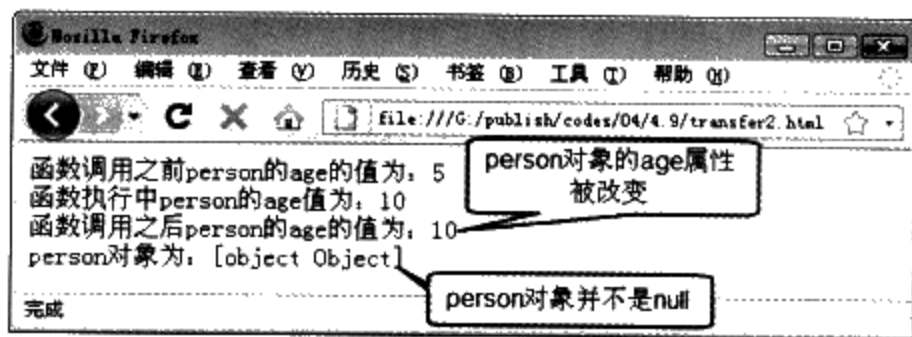 Mozilla Firefox
文件 (F) 编辑 (E) 查看 (V) 历史 (S) 书签 (B) 工具 (T) 帮助 (H)
file:///G:/publish/codes/04/4.9/transfer2.html
函数调用之前person的age的值为：5
函数执行中person的age值为：10
函数调用之后person的age的值为：10
person对象为：[object Object]
person对象的age属性
被改变
person对象并不是null
完成